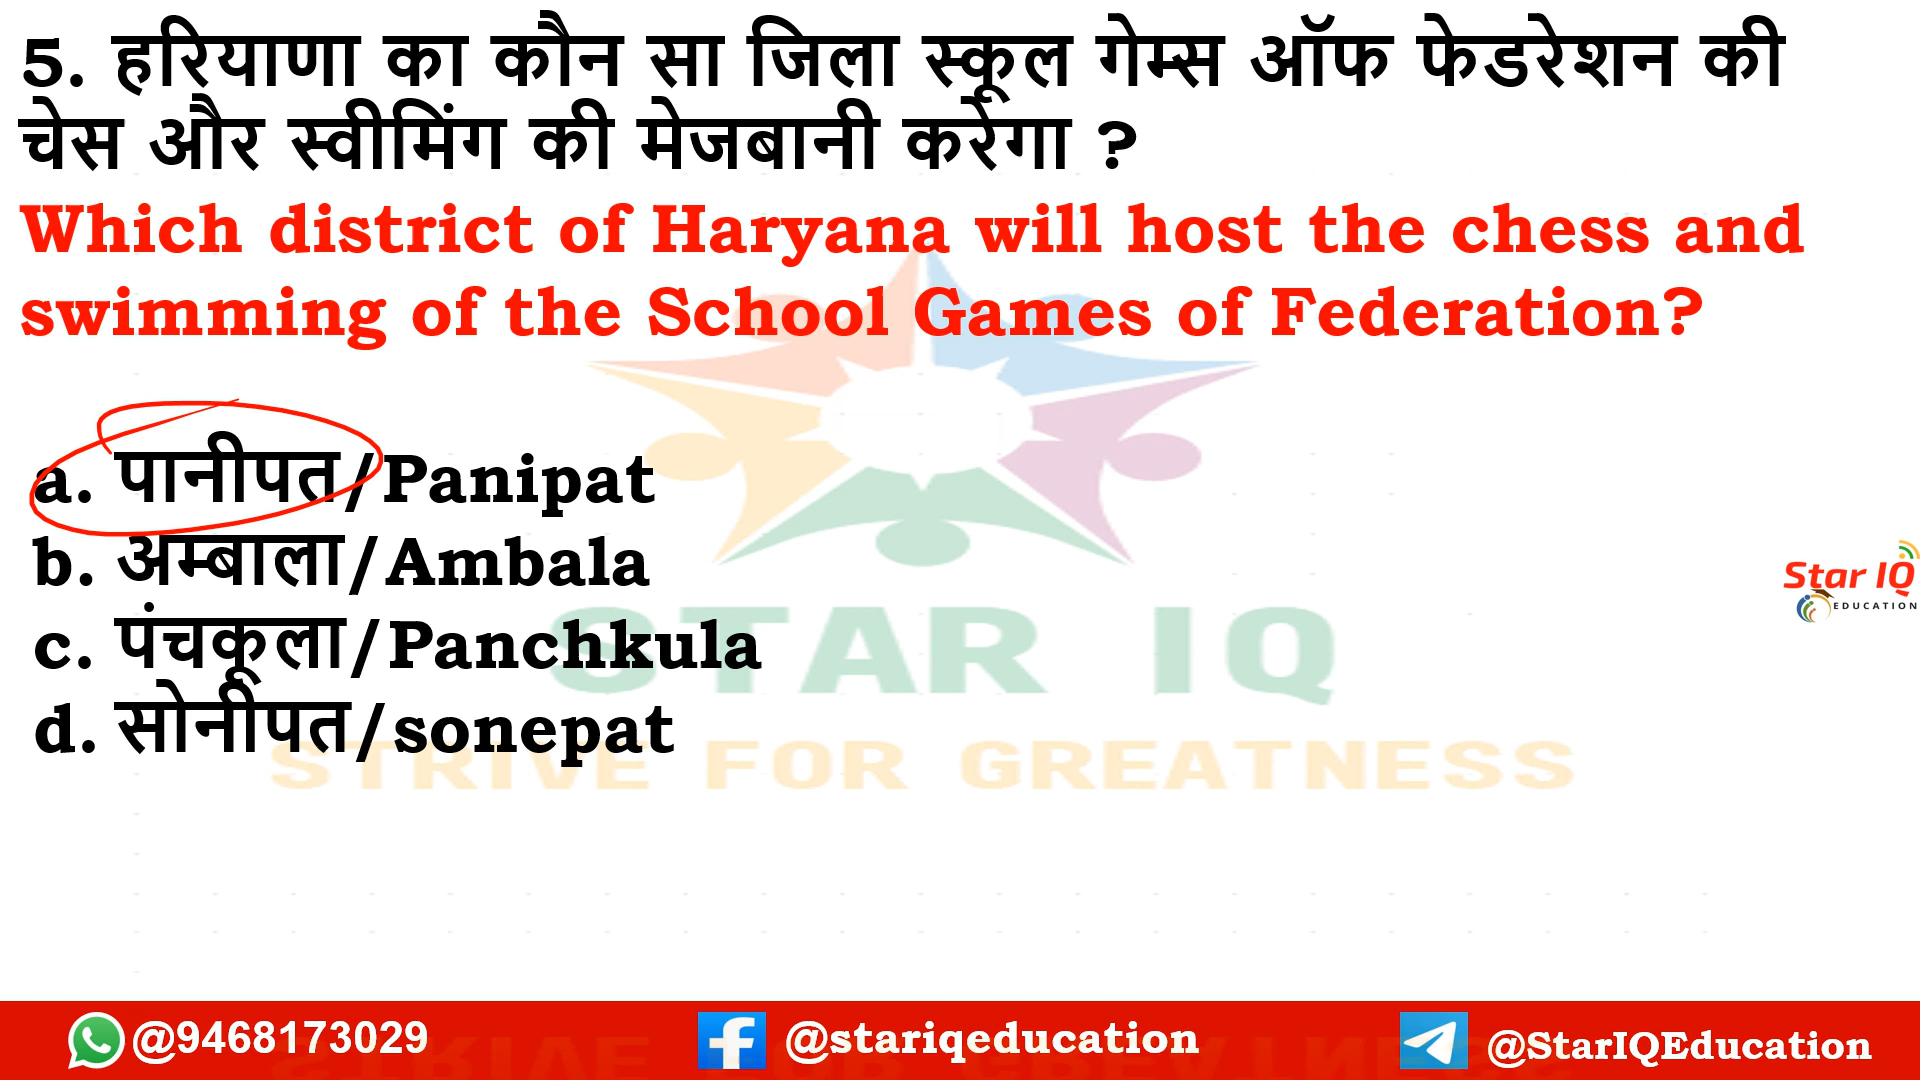 5. हरियाणा का कौन सा जिला स्कूल गेम्स ऑफ फेडरेशन की
चेस और स्वीमिंग की मेजबानी करेगा ?
Which district of Haryana will host the chess and
swimming of the School Games of Federation?
a. पानीपत/Panipat
b. अम्बाला/Ambala
c. पंचकूला/Panchkula
d. सोनीपत/sonepat
STAR IQ
STRIVE FOR GREATNESS
Star IQ
EDUCATION
@9468173029
@stariqeducation
@StarIQEducation